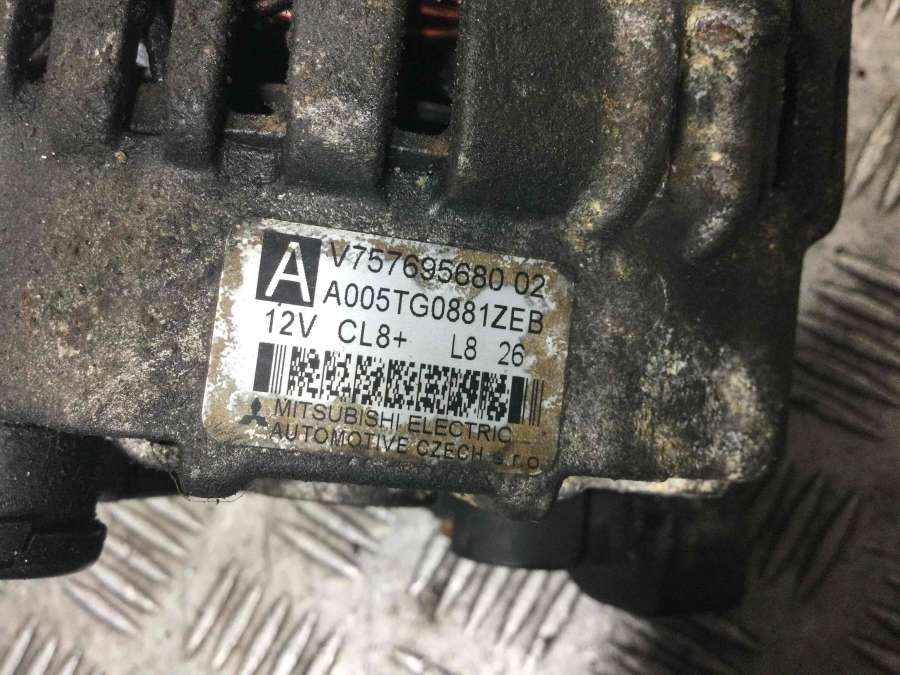 A V757695680 02
A005TG0881ZEB
12V CL8+ L8 26
MITSUBISHI ELECTRIC
AUTOMOTIVE CZECH s.r.o.